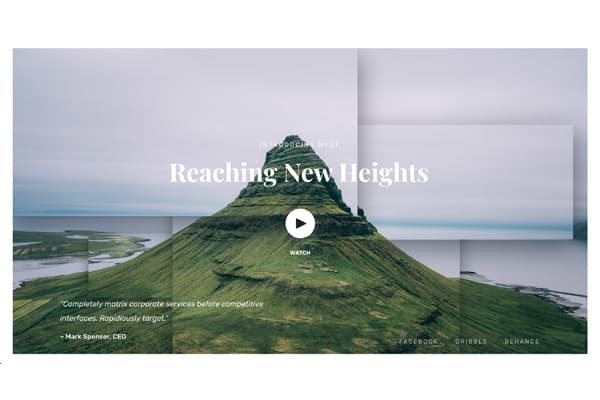 INTRODUCING WYAT
Reaching New Heights
WATCH
"Completely matrix corporate services before competitive
interfaces. Rapidiously target."
– Mark Spenser, CEO
FACEBOOK DRIBBLE BEHANCE